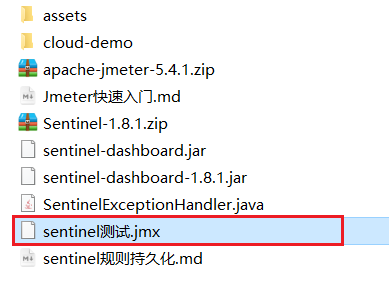 assets
cloud-demo
apache-jmeter-5.4.1.zip
Jmeter快速入门.md
Sentinel-1.8.1.zip
sentinel-dashboard.jar
sentinel-dashboard-1.8.1.jar
SentinelExceptionHandler.java
sentinel测试.jmx
sentinel规则持久化.md